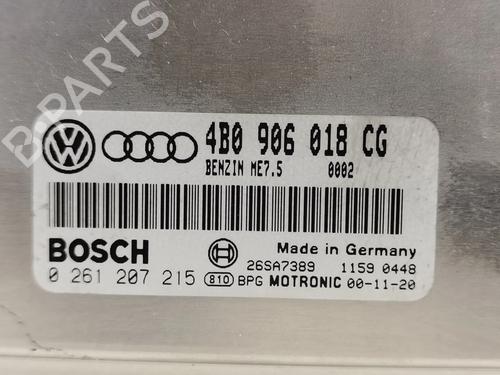 B-PARTS
4B0 906 018 CG
BENZIN ME7.5 0002
BOSCH
Made in Germany
26SA7389 1159 0448
0 261 207 215 810 BPG MOTRONIC 00-11-20